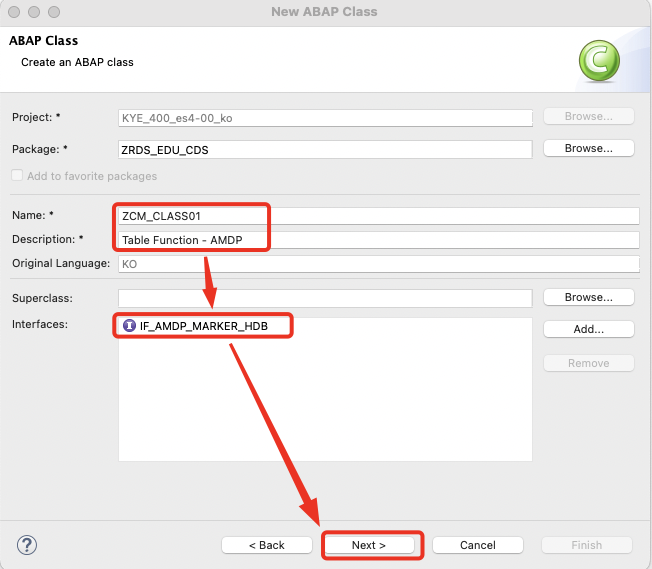 New ABAP Class
ABAP Class
Create an ABAP class
Project: * KYE_400_es4-00_ko Browse...
Package: * ZRDS_EDU_CDS Browse...
Add to favorite packages
Name: * ZCM_CLASS01
Description: * Table Function - AMDP
Original Language: KO
Superclass: Browse...
Interfaces: IF_AMDP_MARKER_HDB Add...
Remove
? < Back Next > Cancel Finish